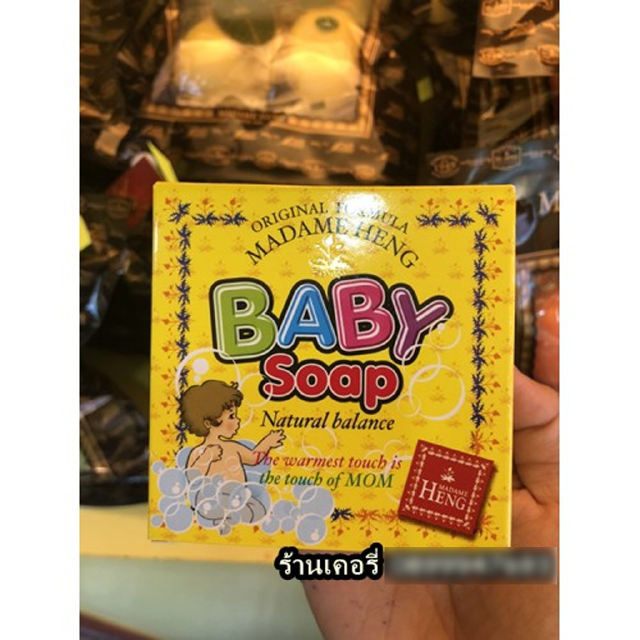 ORIGINAL FORMULA
MADAME HENG
BABY
Soap
Natural balance
The warmest touch is
the touch of MOM
MADAME
HENG
ร้านเคอรี่